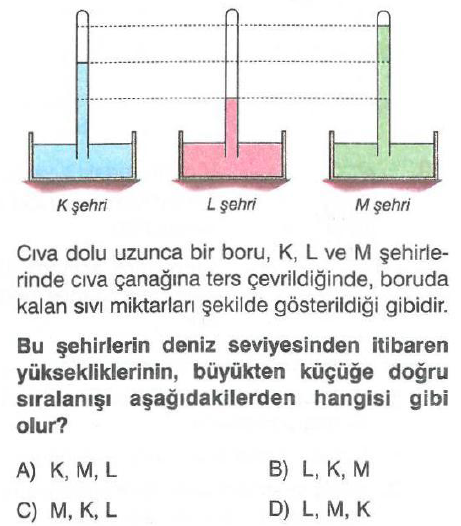 K şehri L şehri M şehri
Cıva dolu uzunca bir boru, K, L ve M şehirle-
rinde cıva çanağına ters çevrildiğinde, boruda
kalan sıvı miktarları şekilde gösterildiği gibidir.
Bu şehirlerin deniz seviyesinden itibaren
yüksekliklerinin, büyükten küçüğe doğru
sıralanışı aşağıdakilerden hangisi gibi
olur?
A) K, M, L B) L, K, M
C) M, K, L D) L, M, K